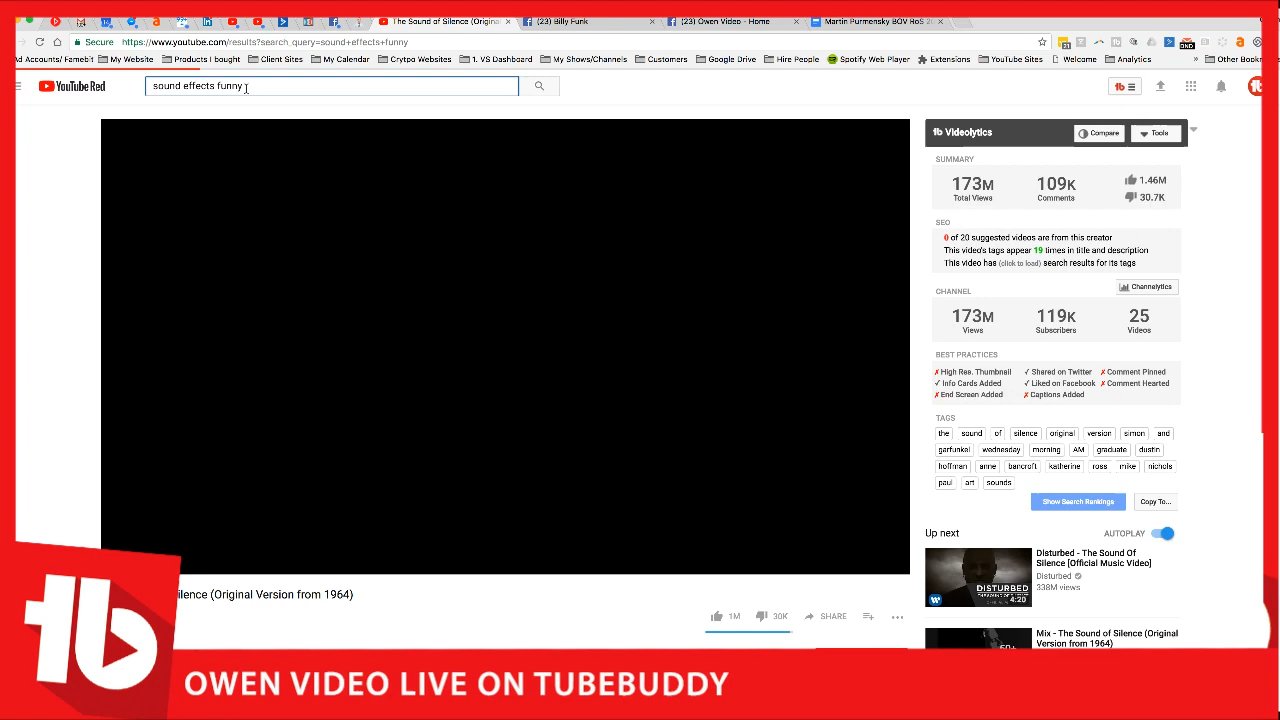 The Sound of Silence (Original
(23) Billy Funk
(23) Owen Video - Home
Martin Purmensky BOV RoS 2
Secure https://www.youtube.com/results?search_query=sound+effects+funny
Ad Accounts/Famebit My Website Products I bought Client Sites My Calendar Crytpo Websites 1. VS Dashboard My Shows/Channels Customers Google Drive Hire People Spotify Web Player Extensions YouTube Sites Welcome Analytics » Other Bookm
YouTube Red
sound effects funny
Videolytics
Compare
Tools
SUMMARY
173M
Total Views
109K
Comments
1.46M
30.7K
SEO
0 of 20 suggested videos are from this creator
This video's tags appear 19 times in title and description
This video has (click to load) search results for its tags
CHANNEL
Channelytics
173M
Views
119K
Subscribers
25
Videos
BEST PRACTICES
✗ High Res. Thumbnail ✓ Shared on Twitter ✗ Comment Pinned
✓ Info Cards Added ✓ Liked on Facebook ✗ Comment Hearted
✗ End Screen Added ✗ Captions Added
TAGS
the sound of silence original version simon and
garfunkel wednesday morning AM graduate dustin
hoffman anne bancroft katherine ross mike nichols
paul art sounds
Show Search Rankings
Copy To...
Up next
AUTOPLAY
DISTURBED
4:20
Disturbed - The Sound Of
Silence [Official Music Video]
Disturbed
338M views
Mix - The Sound of Silence (Original
Version from 1964)
50+
ilence (Original Version from 1964)
1M
30K
SHARE
tb
OWEN VIDEO LIVE ON TUBEBUDDY